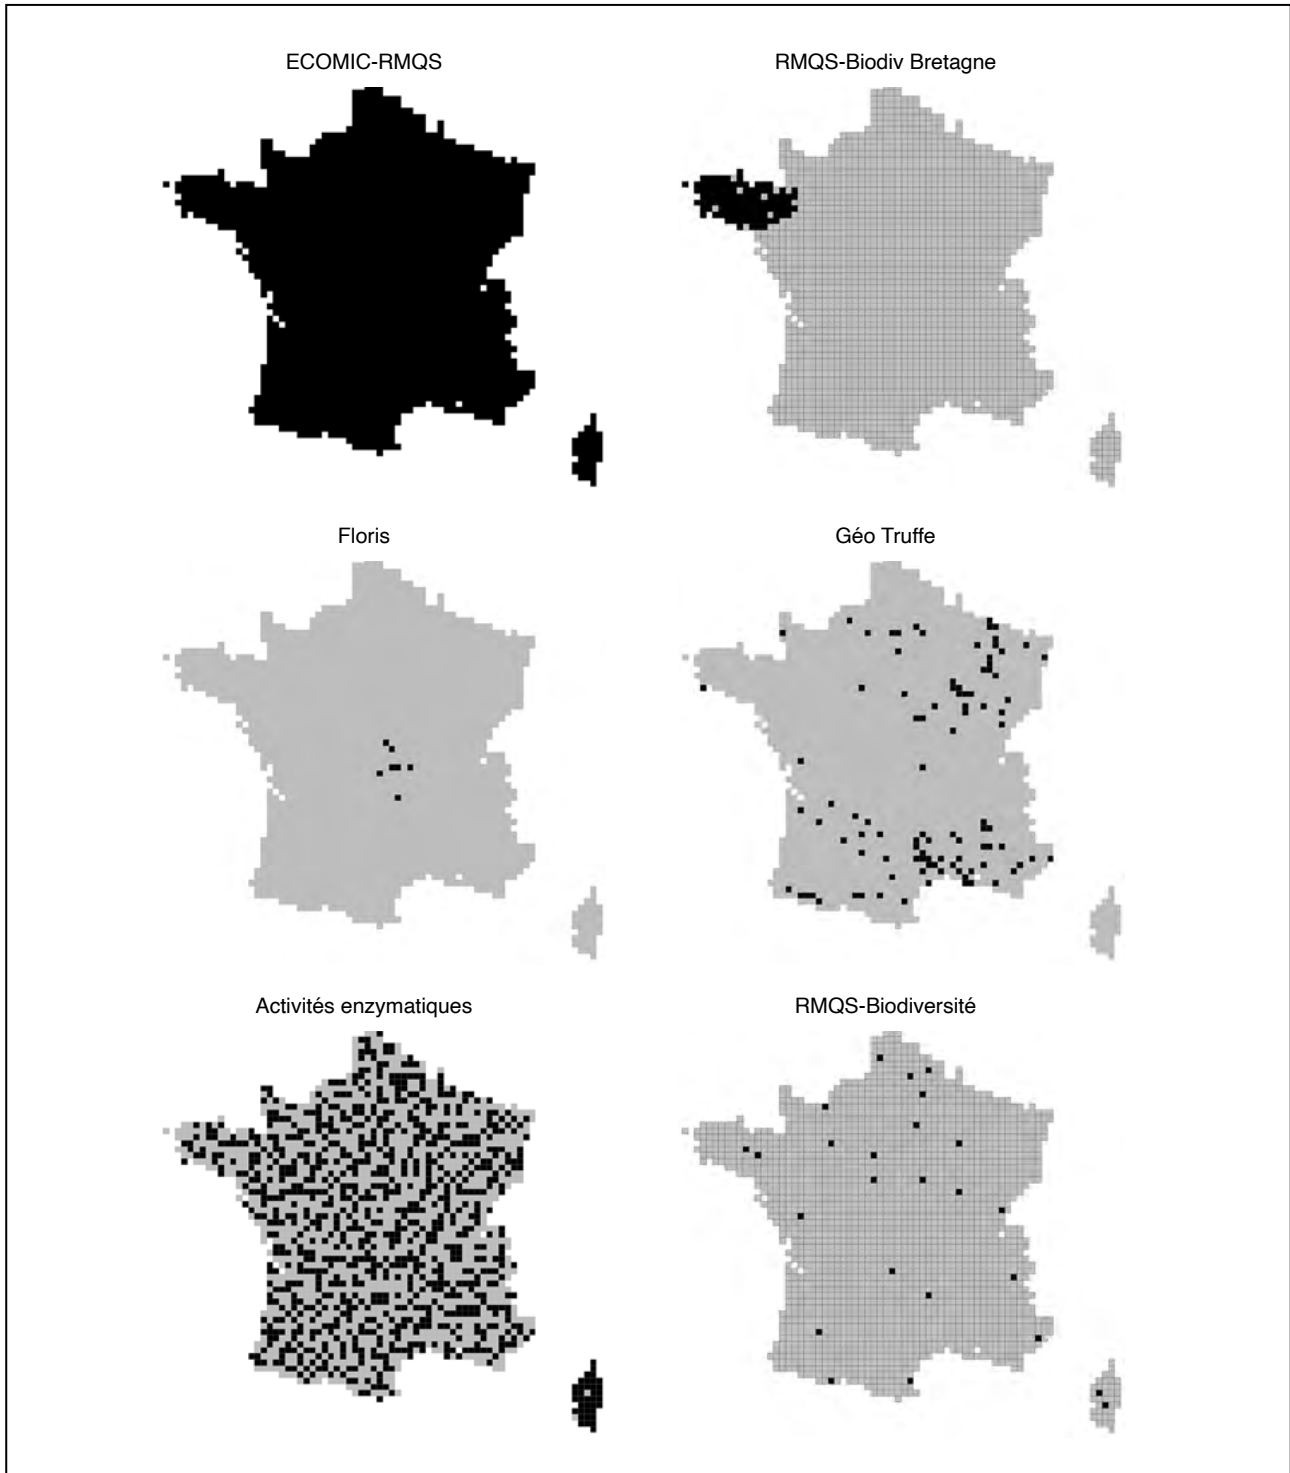 ECOMIC-RMQS
RMQS-Biodiv Bretagne
Floris
Géo Truffe
Activités enzymatiques
RMQS-Biodiversité